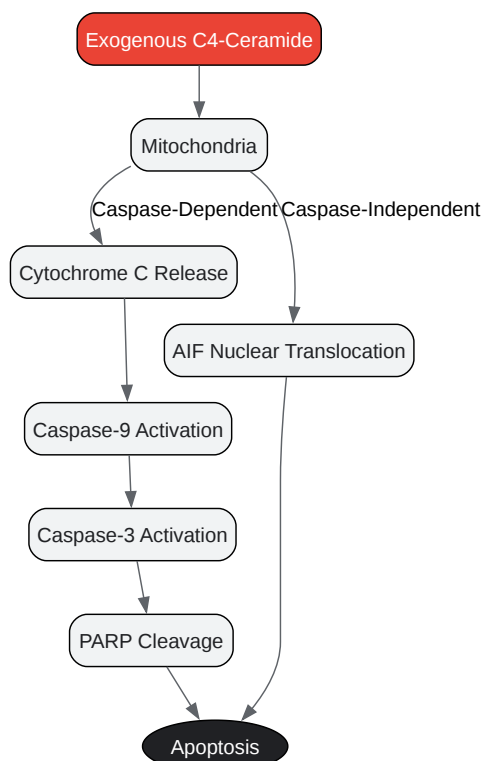 Exogenous C4-Ceramide
Mitochondria
Caspase-Dependent
Caspase-Independent
Cytochrome C Release
AIF Nuclear Translocation
Caspase-9 Activation
Caspase-3 Activation
PARP Cleavage
Apoptosis